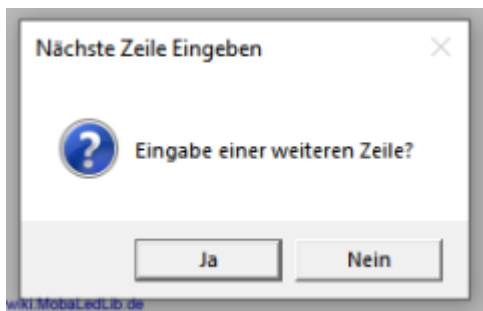 Nächste Zeile Eingeben
Eingabe einer weiteren Zeile?
Ja
Nein
wiki.MobaLedLib.de